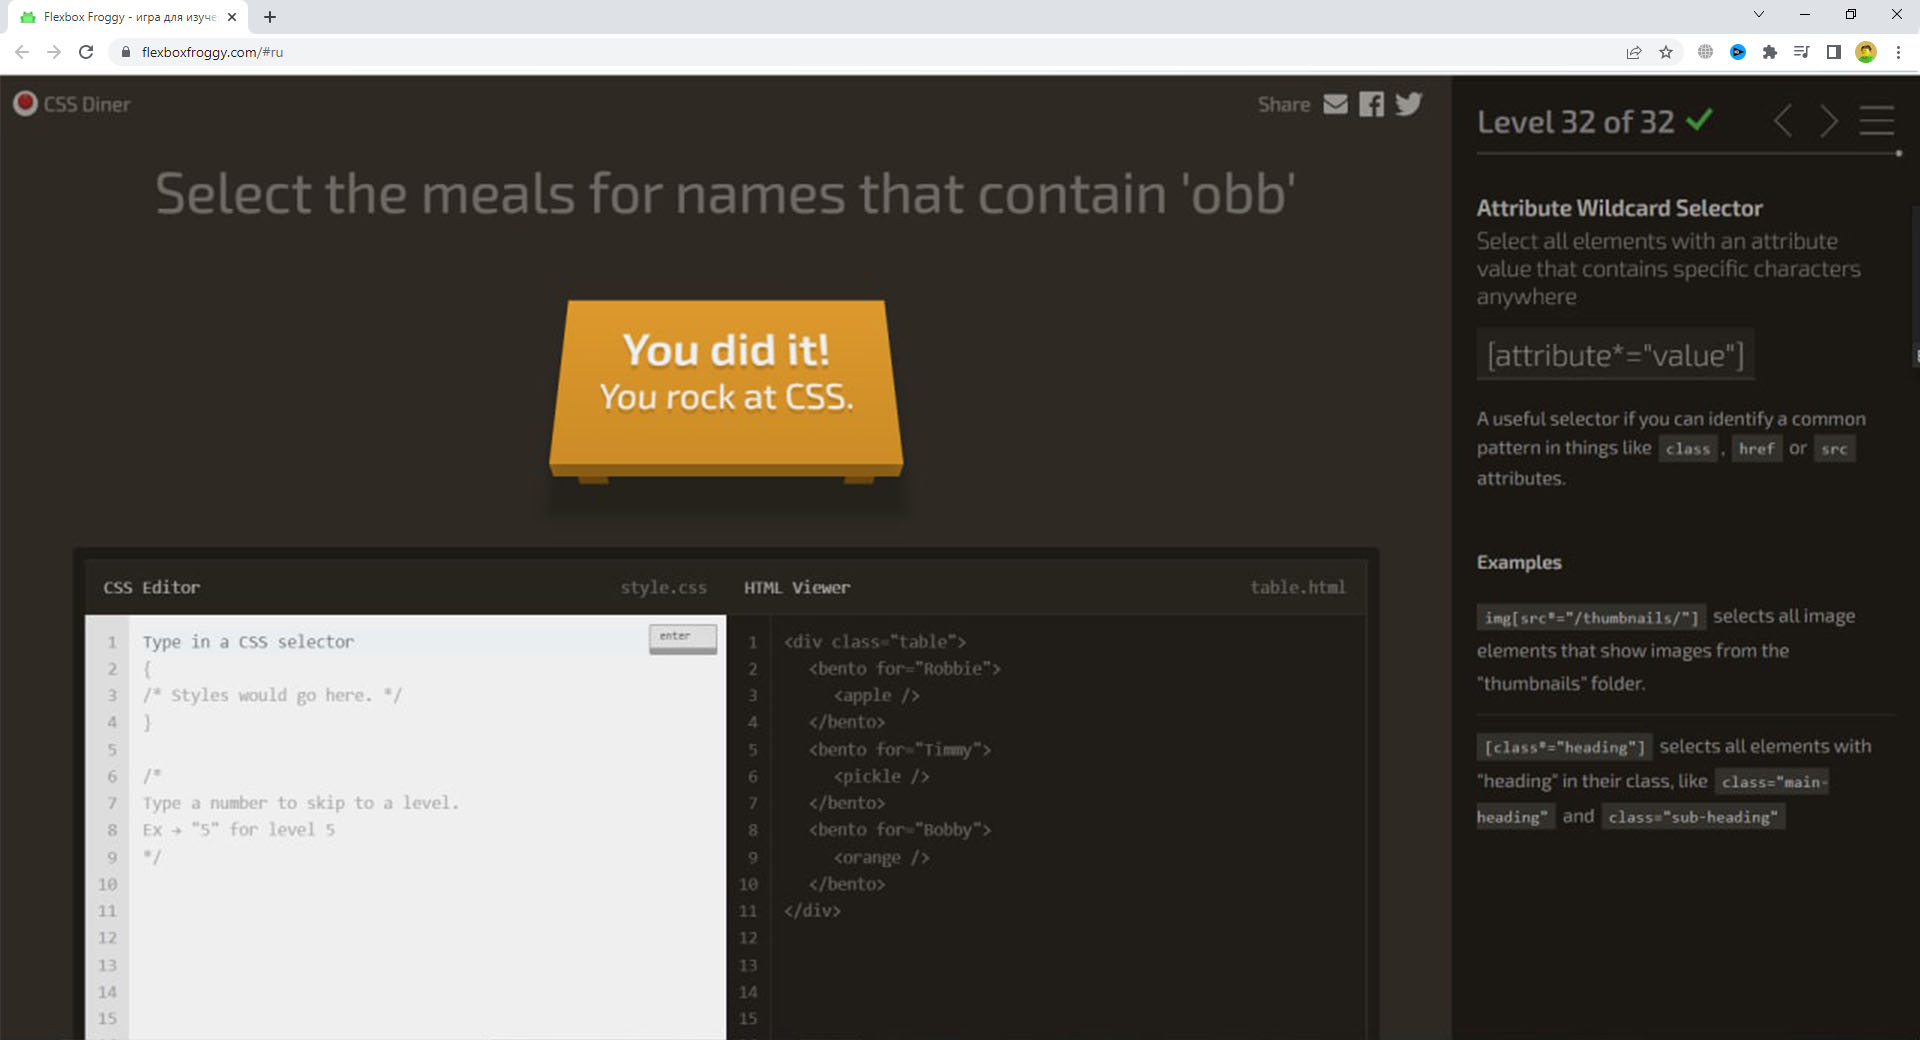 Flexbox Froggy - игра для изуче
flexboxfroggy.com/#ru
CSS Diner
Share
Level 32 of 32
Select the meals for names that contain 'obb'
You did it!
You rock at CSS.
Attribute Wildcard Selector
Select all elements with an attribute
value that contains specific characters
anywhere
[attribute*="value"]
A useful selector if you can identify a common
pattern in things like class , href or src
attributes.
Examples
img[src*="/thumbnails/"] selects all image
elements that show images from the
"thumbnails" folder.
[class*="heading"] selects all elements with
"heading" in their class, like class="main-
heading" and class="sub-heading"
CSS Editor
style.css
1 Type in a CSS selector
enter
2 {
3 /* Styles would go here. */
4 }
5
6 /*
7 Type a number to skip to a level.
8 Ex → "5" for level 5
9 */
10
11
12
13
14
15
HTML Viewer
table.html
1 <div class="table">
2 <bento for="Robbie">
3 <apple />
4 </bento>
5 <bento for="Timmy">
6 <pickle />
7 </bento>
8 <bento for="Bobby">
9 <orange />
10 </bento>
11 </div>
12
13
14
15